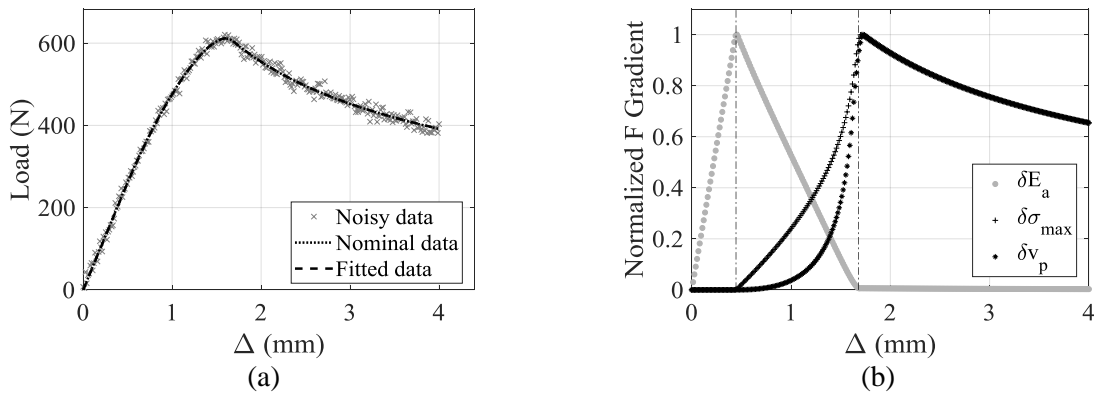 Load (N)
600
400
200
0
0 1 2 3 4
Δ (mm)
Noisy data
Nominal data
Fitted data
(a)
Normalized F Gradient
1
0.8
0.6
0.4
0.2
0
0 1 2 3 4
Δ (mm)
δE_a
δσ_max
δv_p
(b)